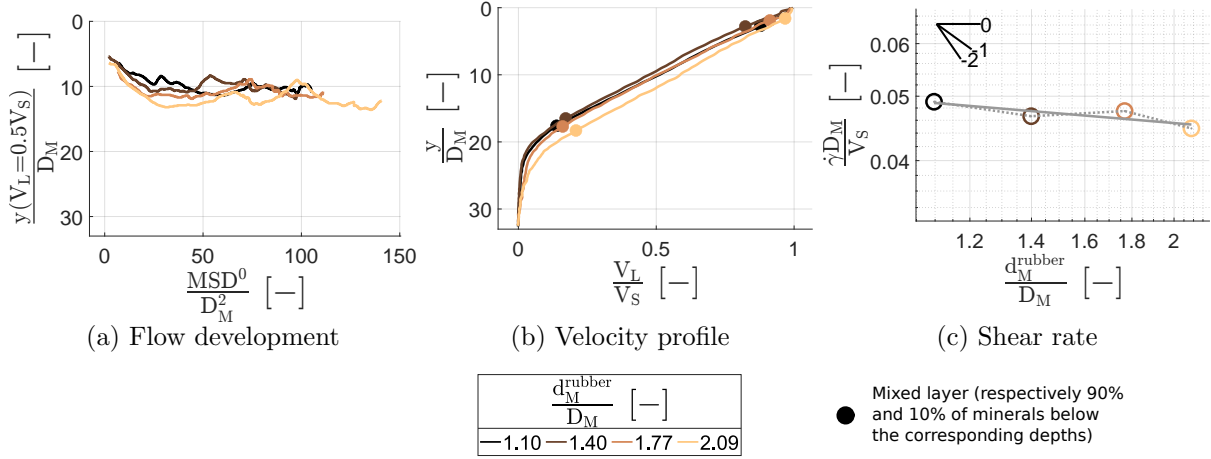 y(V_L=0.5V_S)
D_M
[−]
0
10
20
30
0
50
100
150
MSD^0
D_M^2
[−]
(a) Flow development
y
D_M
[−]
0
10
20
30
0
0.5
1
V_L
V_S
[−]
(b) Velocity profile
γ̇D_M
V_S
[−]
0.06
0.05
0.04
0
-1
-2
1.2
1.4
1.6
1.8
2
d_M^rubber
D_M
[−]
(c) Shear rate
d_M^rubber
D_M
[−]
1.10 1.40 1.77 2.09
Mixed layer (respectively 90%
and 10% of minerals below
the corresponding depths)